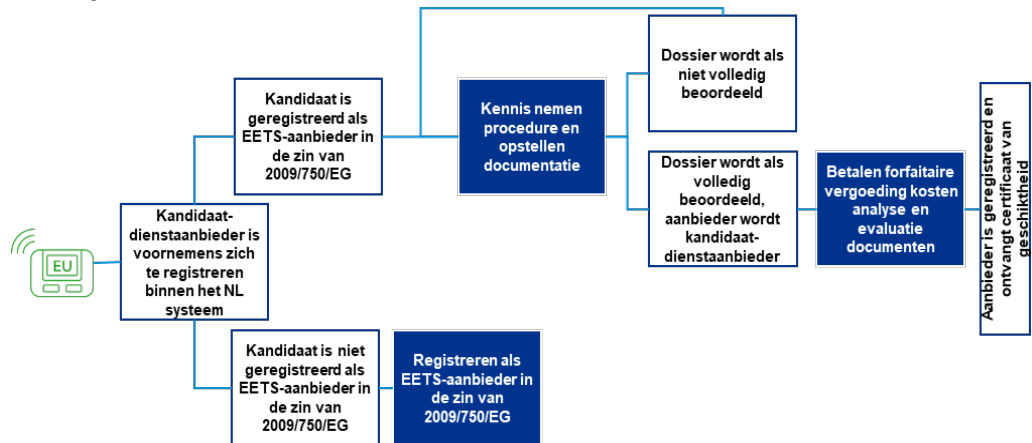 EU
Kandidaat-
dienstaanbieder is
voornemens zich
te registreren
binnen het NL
systeem
Kandidaat is
geregistreerd als
EETS-aanbieder in
de zin van
2009/750/EG
Kennis nemen
procedure en
opstellen
documentatie
Dossier wordt als
niet volledig
beoordeeld
Dossier wordt als
volledig
beoordeeld,
aanbieder wordt
kandidaat-
dienstaanbieder
Betalen forfaitaire
vergoeding kosten
analyse en
evaluatie
documenten
Aanbieder is geregistreerd en
ontvangt certificaat van
geschiktheid
Kandidaat is niet
geregistreerd als
EETS-aanbieder in
de zin van
2009/750/EG
Registreren als
EETS-aanbieder in
de zin van
2009/750/EG